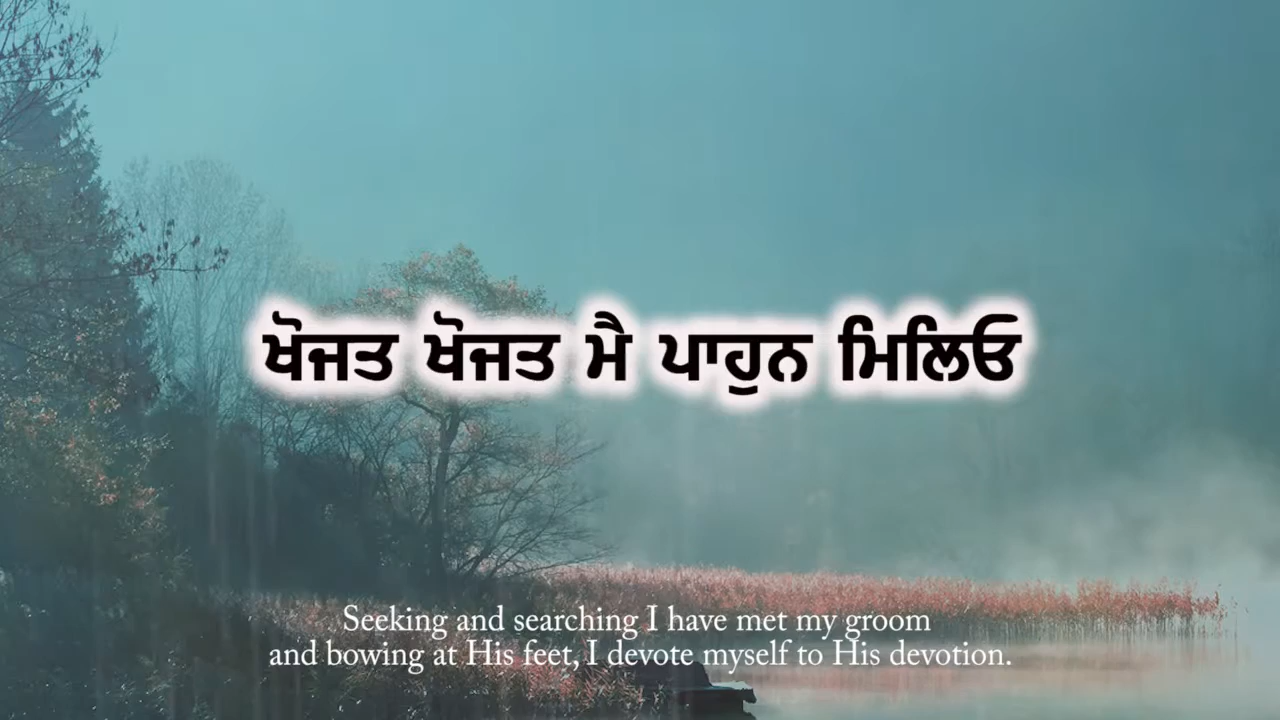 ਖੋਜਤ ਖੋਜਤ ਮੈ ਪਾਹੁਨ ਮਿਲਿਓ
Seeking and searching I have met my groom
and bowing at His feet, I devote myself to His devotion.